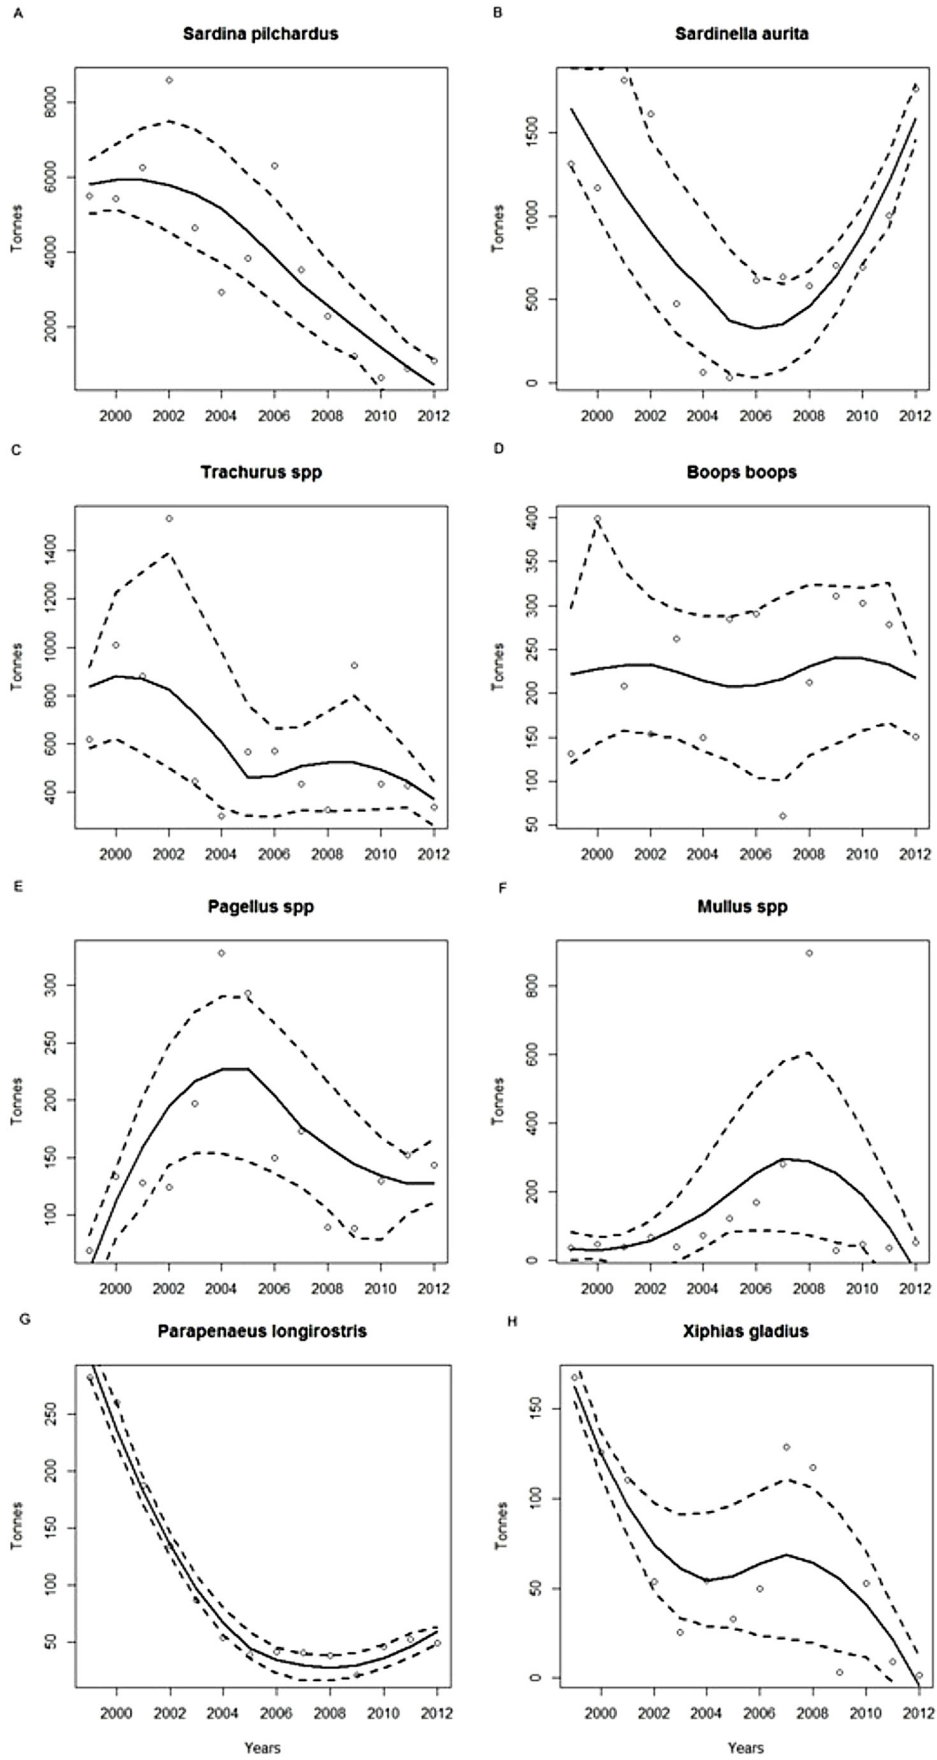 A
B
Sardina pilchardus
Sardinella aurita
Tonnes
8000
6000
4000
2000
2000 2002 2004 2006 2008 2010 2012
Tonnes
1500
1000
500
0
2000 2002 2004 2006 2008 2010 2012
C
D
Trachurus spp
Boops boops
Tonnes
1400
1200
1000
800
600
400
2000 2002 2004 2006 2008 2010 2012
Tonnes
400
350
300
250
200
150
100
50
2000 2002 2004 2006 2008 2010 2012
E
F
Pagellus spp
Mullus spp
Tonnes
300
250
200
150
100
2000 2002 2004 2006 2008 2010 2012
Tonnes
800
600
400
200
0
2000 2002 2004 2006 2008 2010 2012
G
H
Parapenaeus longirostris
Xiphias gladius
Tonnes
250
200
150
100
50
2000 2002 2004 2006 2008 2010 2012
Years
Tonnes
150
100
50
0
2000 2002 2004 2006 2008 2010 2012
Years